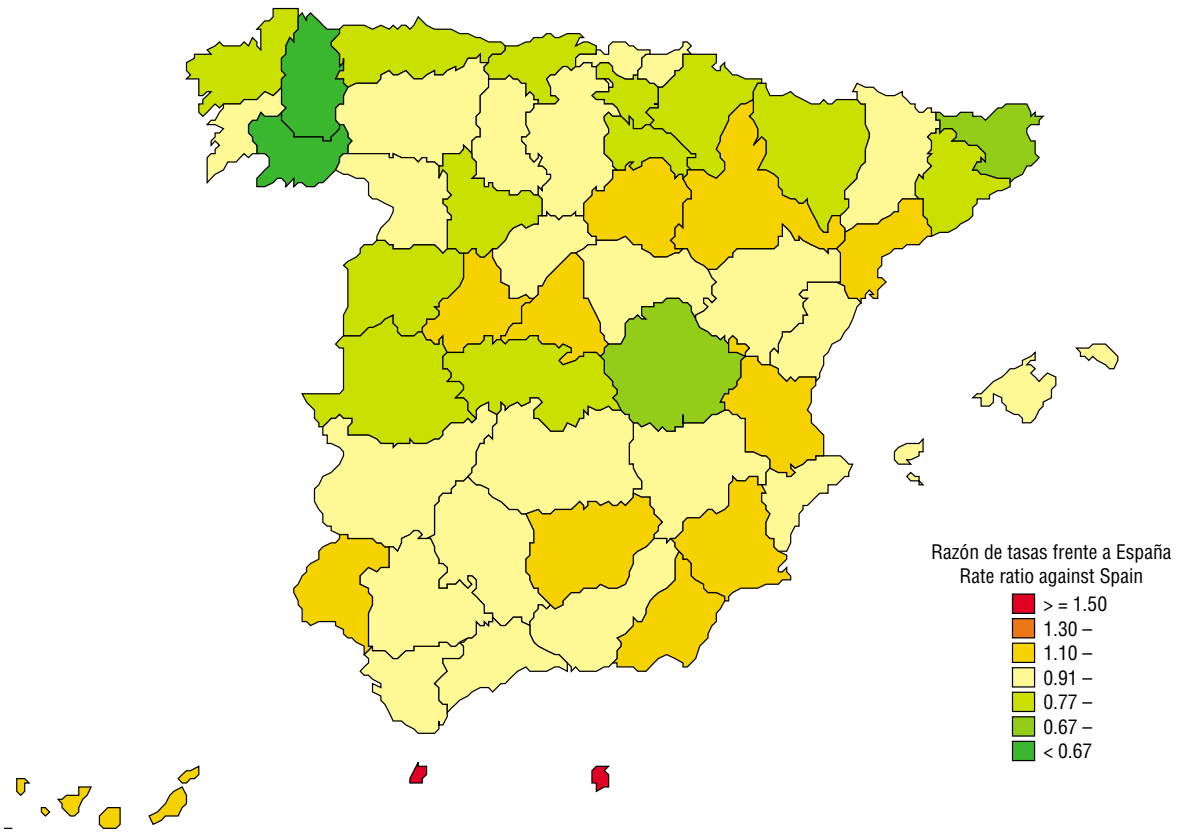 Razón de tasas frente a España
Rate ratio against Spain
> = 1.50
1.30 –
1.10 –
0.91 –
0.77 –
0.67 –
< 0.67